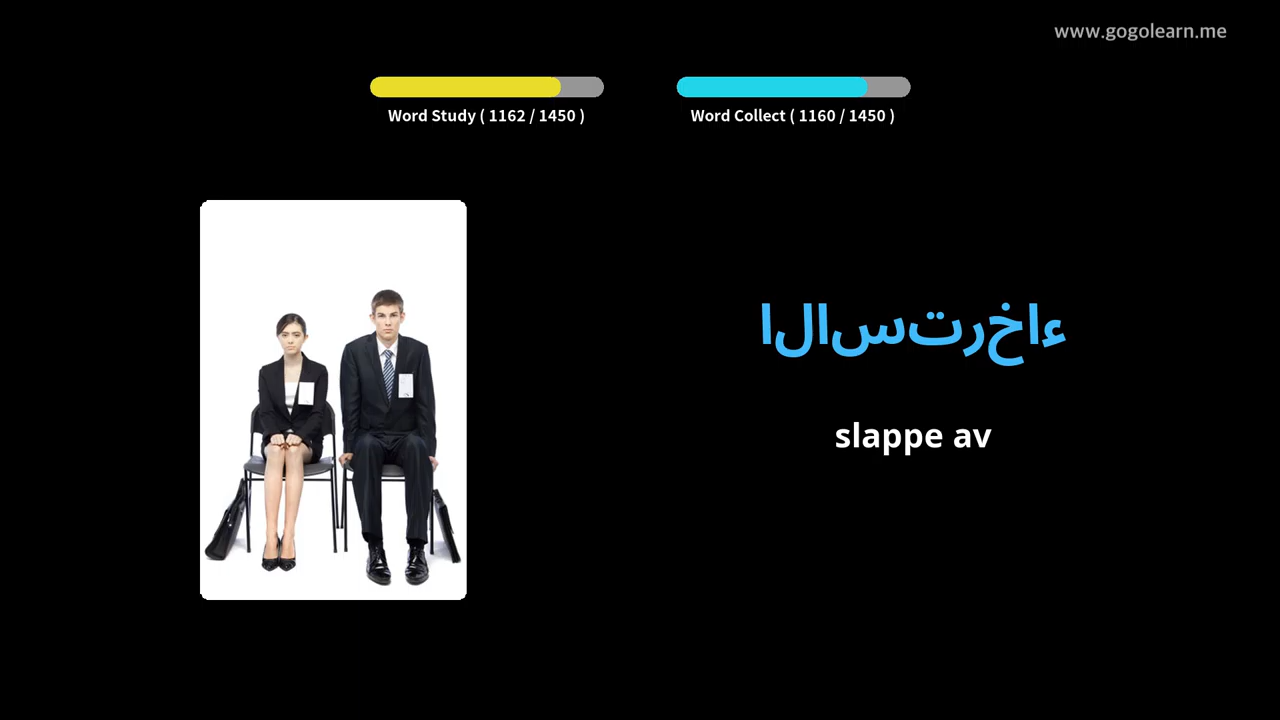 www.gogolearn.me
Word Study ( 1162 / 1450 )
Word Collect ( 1160 / 1450 )
الاسترخاء
slappe av